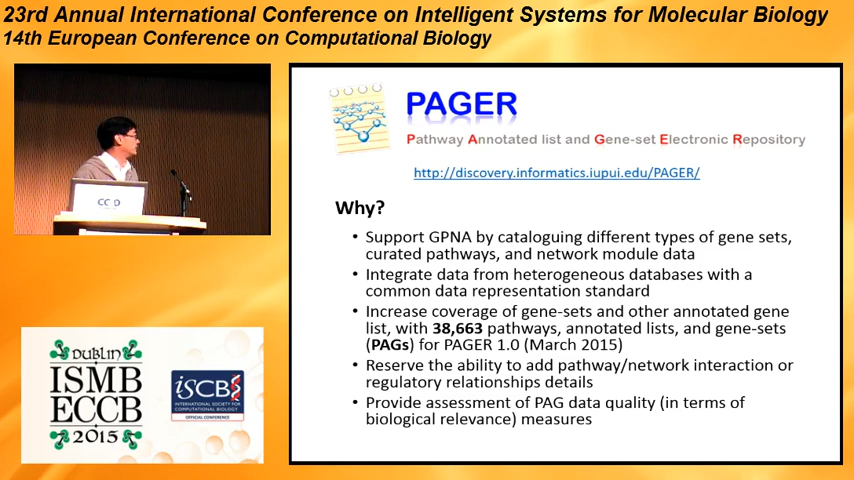 23rd Annual International Conference on Intelligent Systems for Molecular Biology
14th European Conference on Computational Biology
PAGER
Pathway Annotated list and Gene-set Electronic Repository
http://discovery.informatics.iupui.edu/PAGER/
Why?
• Support GPNA by cataloguing different types of gene sets,
curated pathways, and network module data
• Integrate data from heterogeneous databases with a
common data representation standard
• Increase coverage of gene-sets and other annotated gene
list, with 38,663 pathways, annotated lists, and gene-sets
(PAGs) for PAGER 1.0 (March 2015)
• Reserve the ability to add pathway/network interaction or
regulatory relationships details
• Provide assessment of PAG data quality (in terms of
biological relevance) measures
DUBLIN
ISMB
ECCB
2015
ISCB
INTERNATIONAL SOCIETY FOR
COMPUTATIONAL BIOLOGY
OFFICIAL CONFERENCE